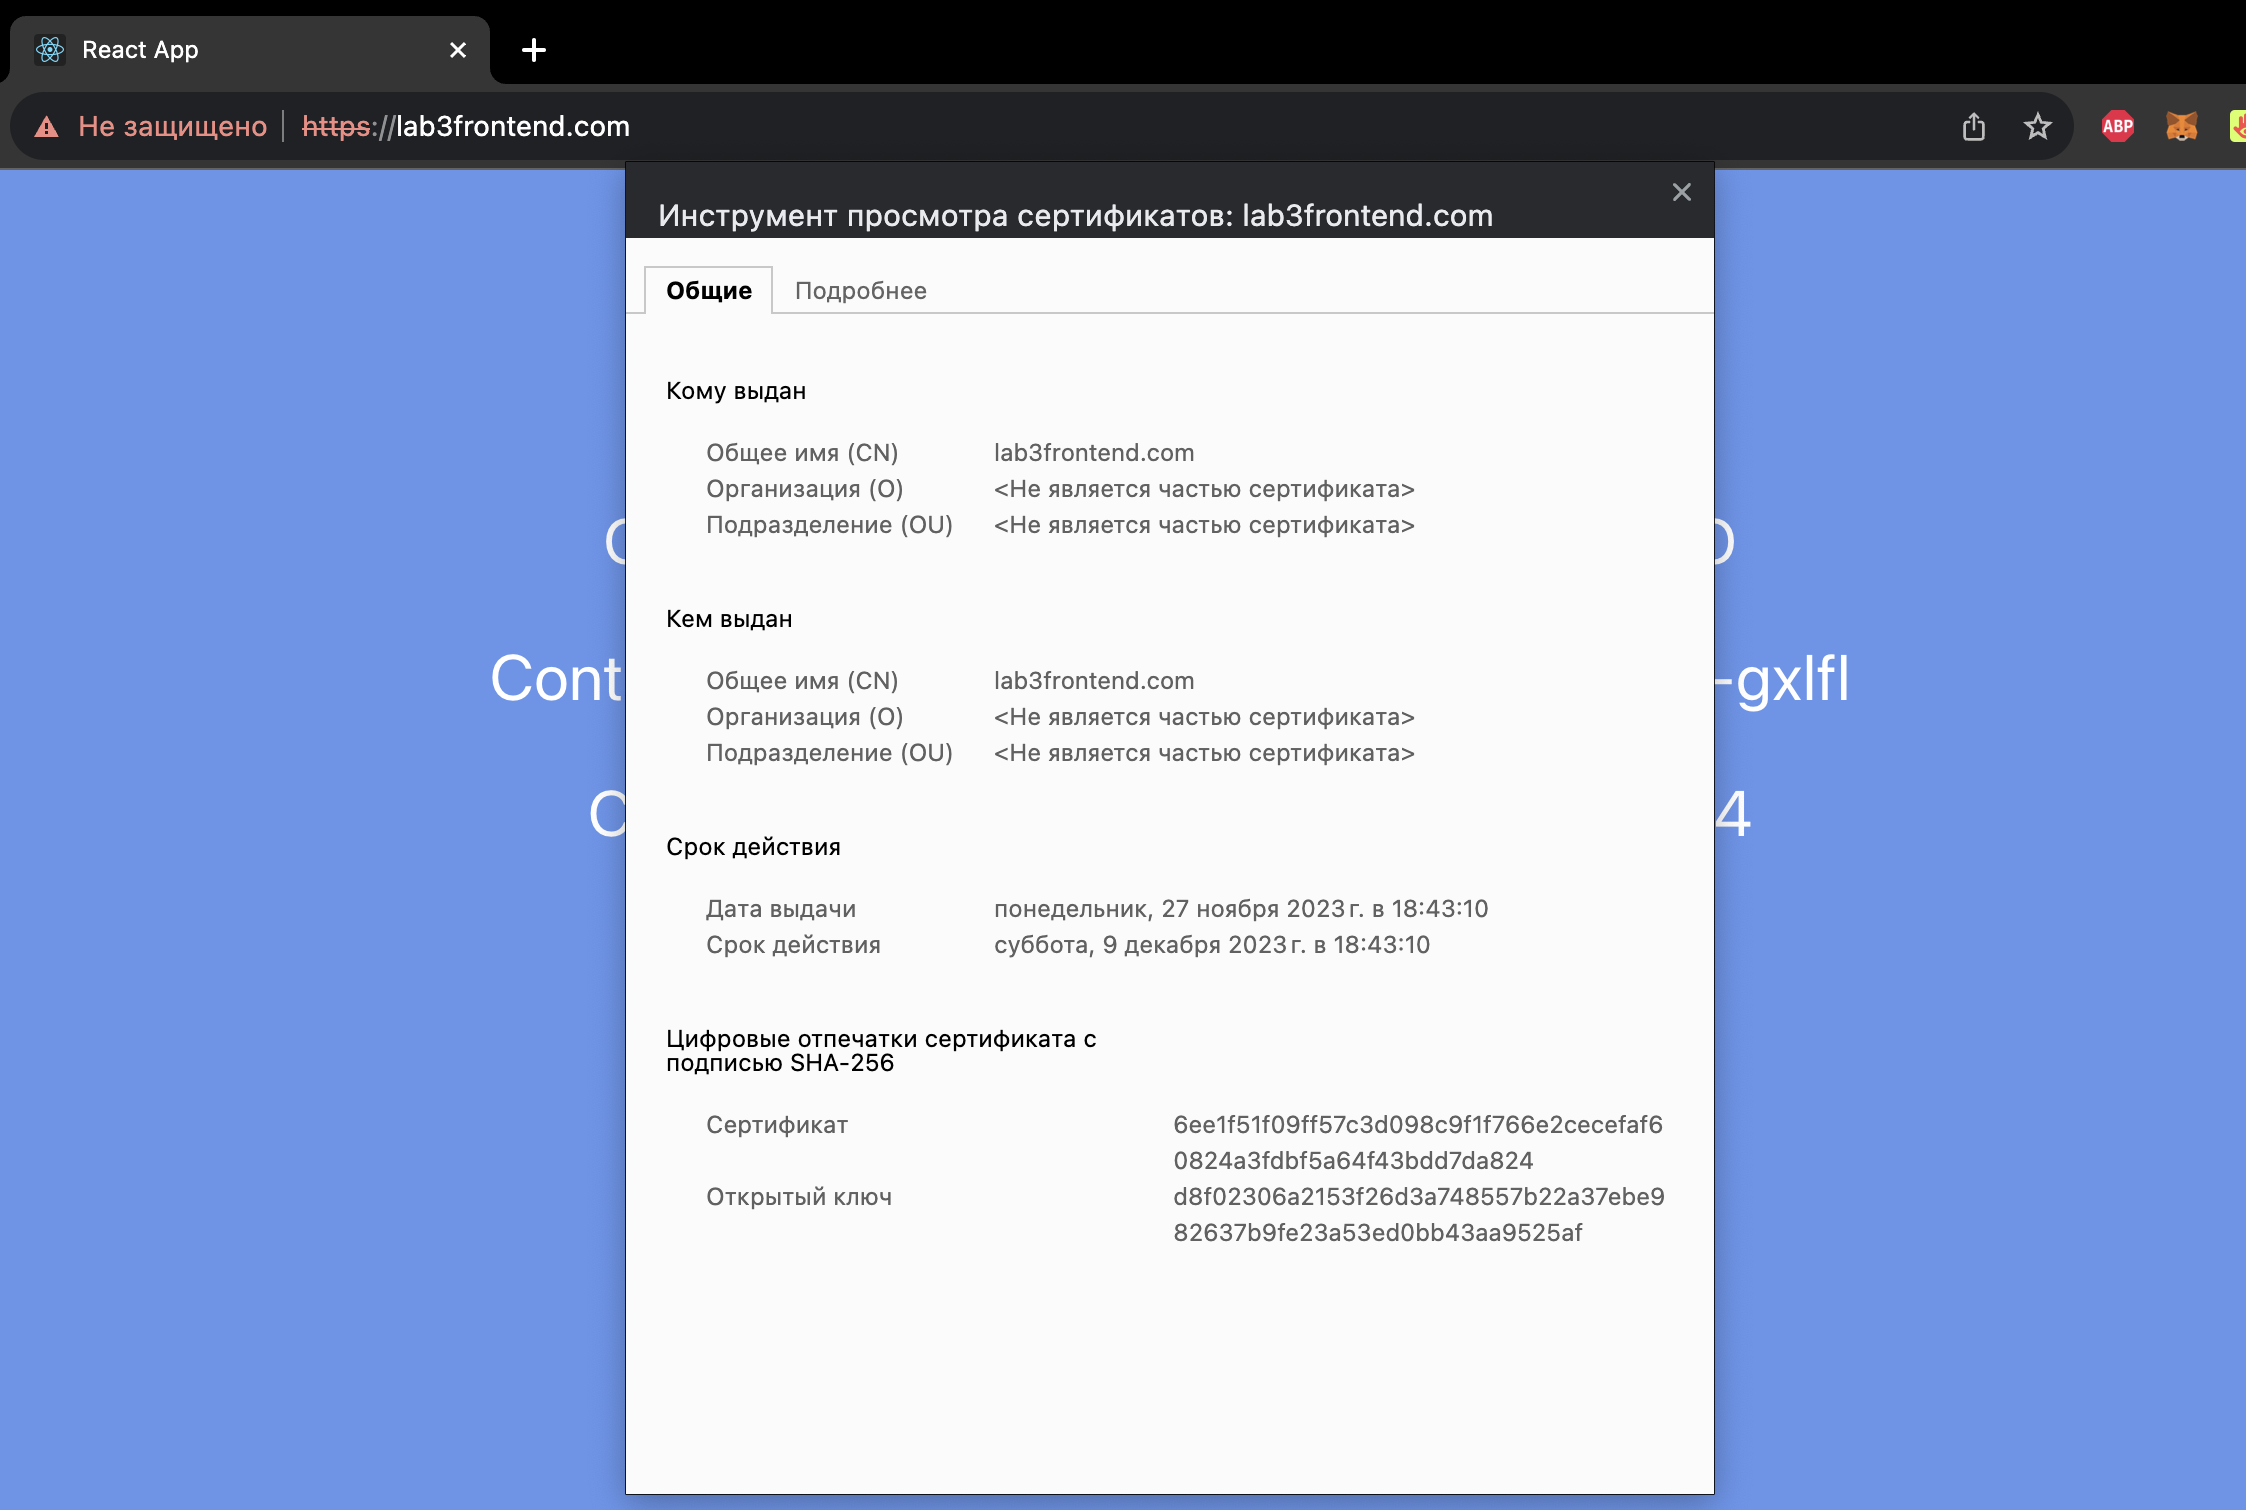 React App
Не защищено https://lab3frontend.com
ABP
Инструмент просмотра сертификатов: lab3frontend.com
Общие Подробнее
Кому выдан
Общее имя (CN) lab3frontend.com
Организация (O) <Не является частью сертификата>
Подразделение (OU) <Не является частью сертификата>
Кем выдан
Cont
-gxlfl
Общее имя (CN) lab3frontend.com
Организация (O) <Не является частью сертификата>
Подразделение (OU) <Не является частью сертификата>
4
Срок действия
Дата выдачи понедельник, 27 ноября 2023 г. в 18:43:10
Срок действия суббота, 9 декабря 2023 г. в 18:43:10
Цифровые отпечатки сертификата с
подписью SHA-256
Сертификат 6ee1f51f09ff57c3d098c9f1f766e2cecefaf6
0824a3fdbf5a64f43bdd7da824
Открытый ключ d8f02306a2153f26d3a748557b22a37ebe9
82637b9fe23a53ed0bb43aa9525af